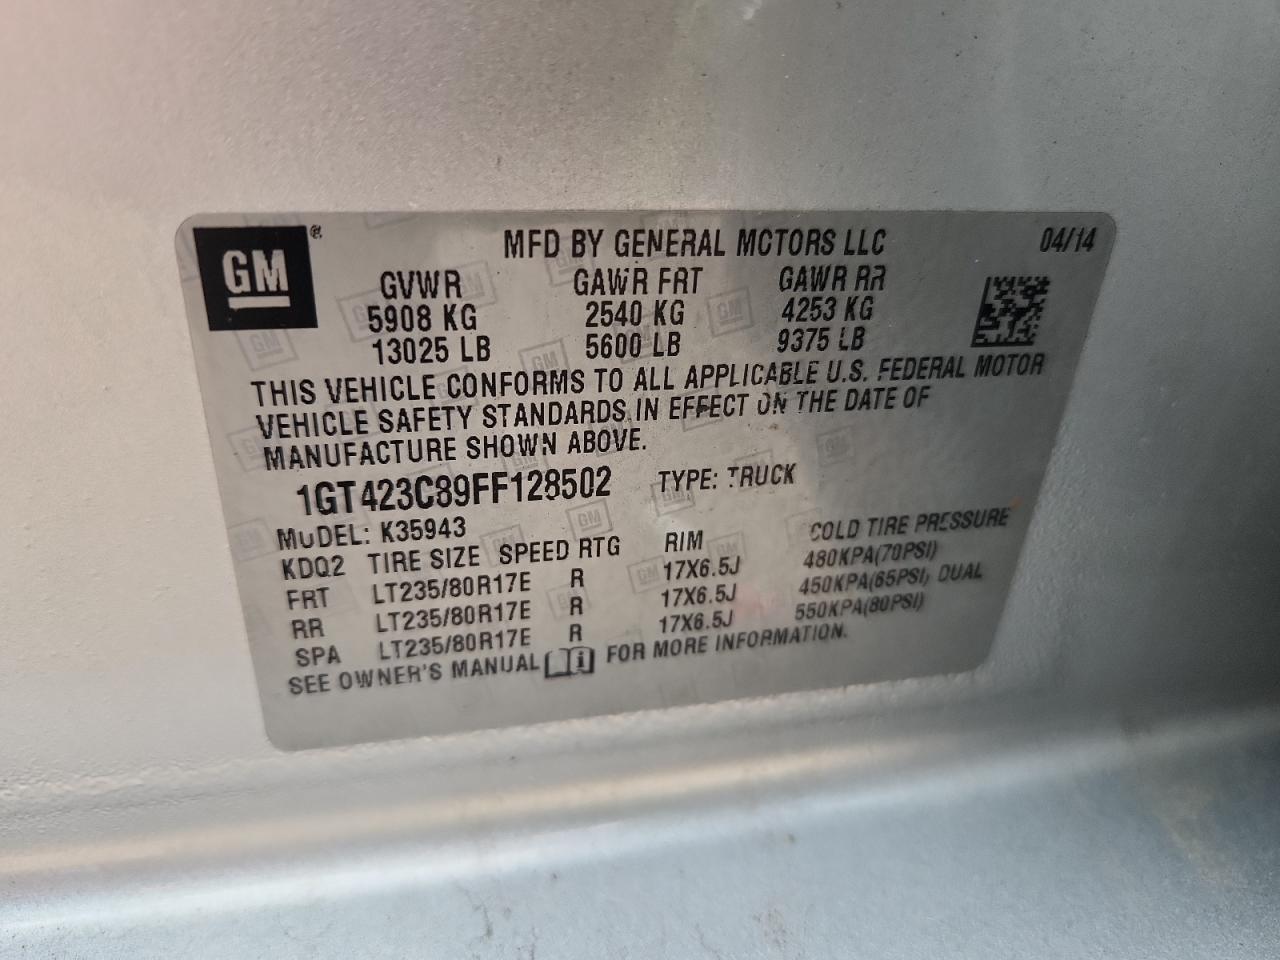 GM ® MFD BY GENERAL MOTORS LLC 04/14
GVWR GAWR FRT GAWR RR
5908 KG 2540 KG 4253 KG
13025 LB 5600 LB 9375 LB
THIS VEHICLE CONFORMS TO ALL APPLICABLE U.S. FEDERAL MOTOR
VEHICLE SAFETY STANDARDS IN EFFECT ON THE DATE OF
MANUFACTURE SHOWN ABOVE.
1GT423C89FF128502 TYPE: TRUCK
MODEL: K35943
KDQ2 TIRE SIZE SPEED RTG RIM COLD TIRE PRESSURE
FRT LT235/80R17E R 17X6.5J 480KPA(70PSI)
RR LT235/80R17E R 17X6.5J 450KPA(65PSI) DUAL
SPA LT235/80R17E R 17X6.5J 550KPA(80PSI)
SEE OWNER'S MANUAL i FOR MORE INFORMATION.